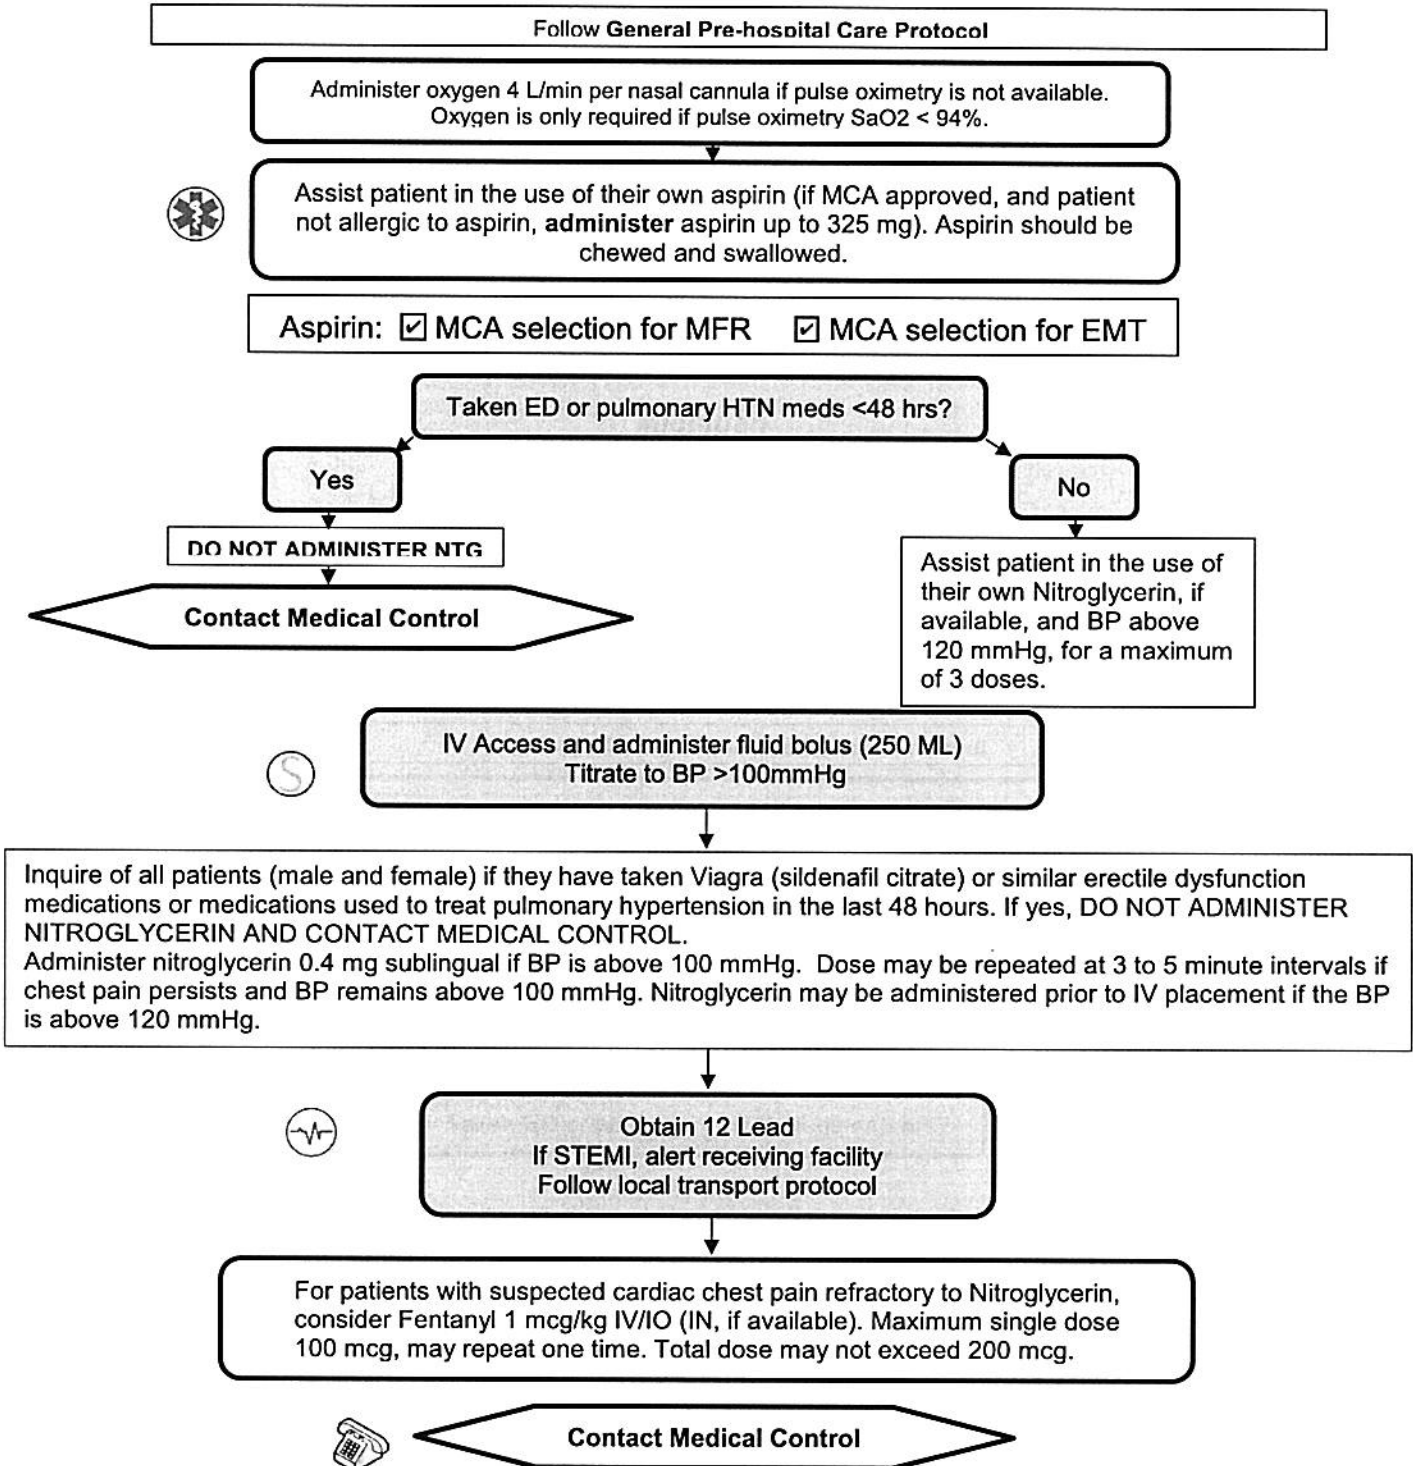 Follow General Pre-hospital Care Protocol
Administer oxygen 4 L/min per nasal cannula if pulse oximetry is not available.
Oxygen is only required if pulse oximetry SaO2 < 94%.
Assist patient in the use of their own aspirin (if MCA approved, and patient
not allergic to aspirin, administer aspirin up to 325 mg). Aspirin should be
chewed and swallowed.
Aspirin: ☑ MCA selection for MFR ☑ MCA selection for EMT
Taken ED or pulmonary HTN meds <48 hrs?
Yes
No
DO NOT ADMINISTER NTG
Contact Medical Control
Assist patient in the use of
their own Nitroglycerin, if
available, and BP above
120 mmHg, for a maximum
of 3 doses.
IV Access and administer fluid bolus (250 ML)
Titrate to BP >100mmHg
S
Inquire of all patients (male and female) if they have taken Viagra (sildenafil citrate) or similar erectile dysfunction
medications or medications used to treat pulmonary hypertension in the last 48 hours. If yes, DO NOT ADMINISTER
NITROGLYCERIN AND CONTACT MEDICAL CONTROL.
Administer nitroglycerin 0.4 mg sublingual if BP is above 100 mmHg. Dose may be repeated at 3 to 5 minute intervals if
chest pain persists and BP remains above 100 mmHg. Nitroglycerin may be administered prior to IV placement if the BP
is above 120 mmHg.
Obtain 12 Lead
If STEMI, alert receiving facility
Follow local transport protocol
For patients with suspected cardiac chest pain refractory to Nitroglycerin,
consider Fentanyl 1 mcg/kg IV/IO (IN, if available). Maximum single dose
100 mcg, may repeat one time. Total dose may not exceed 200 mcg.
Contact Medical Control